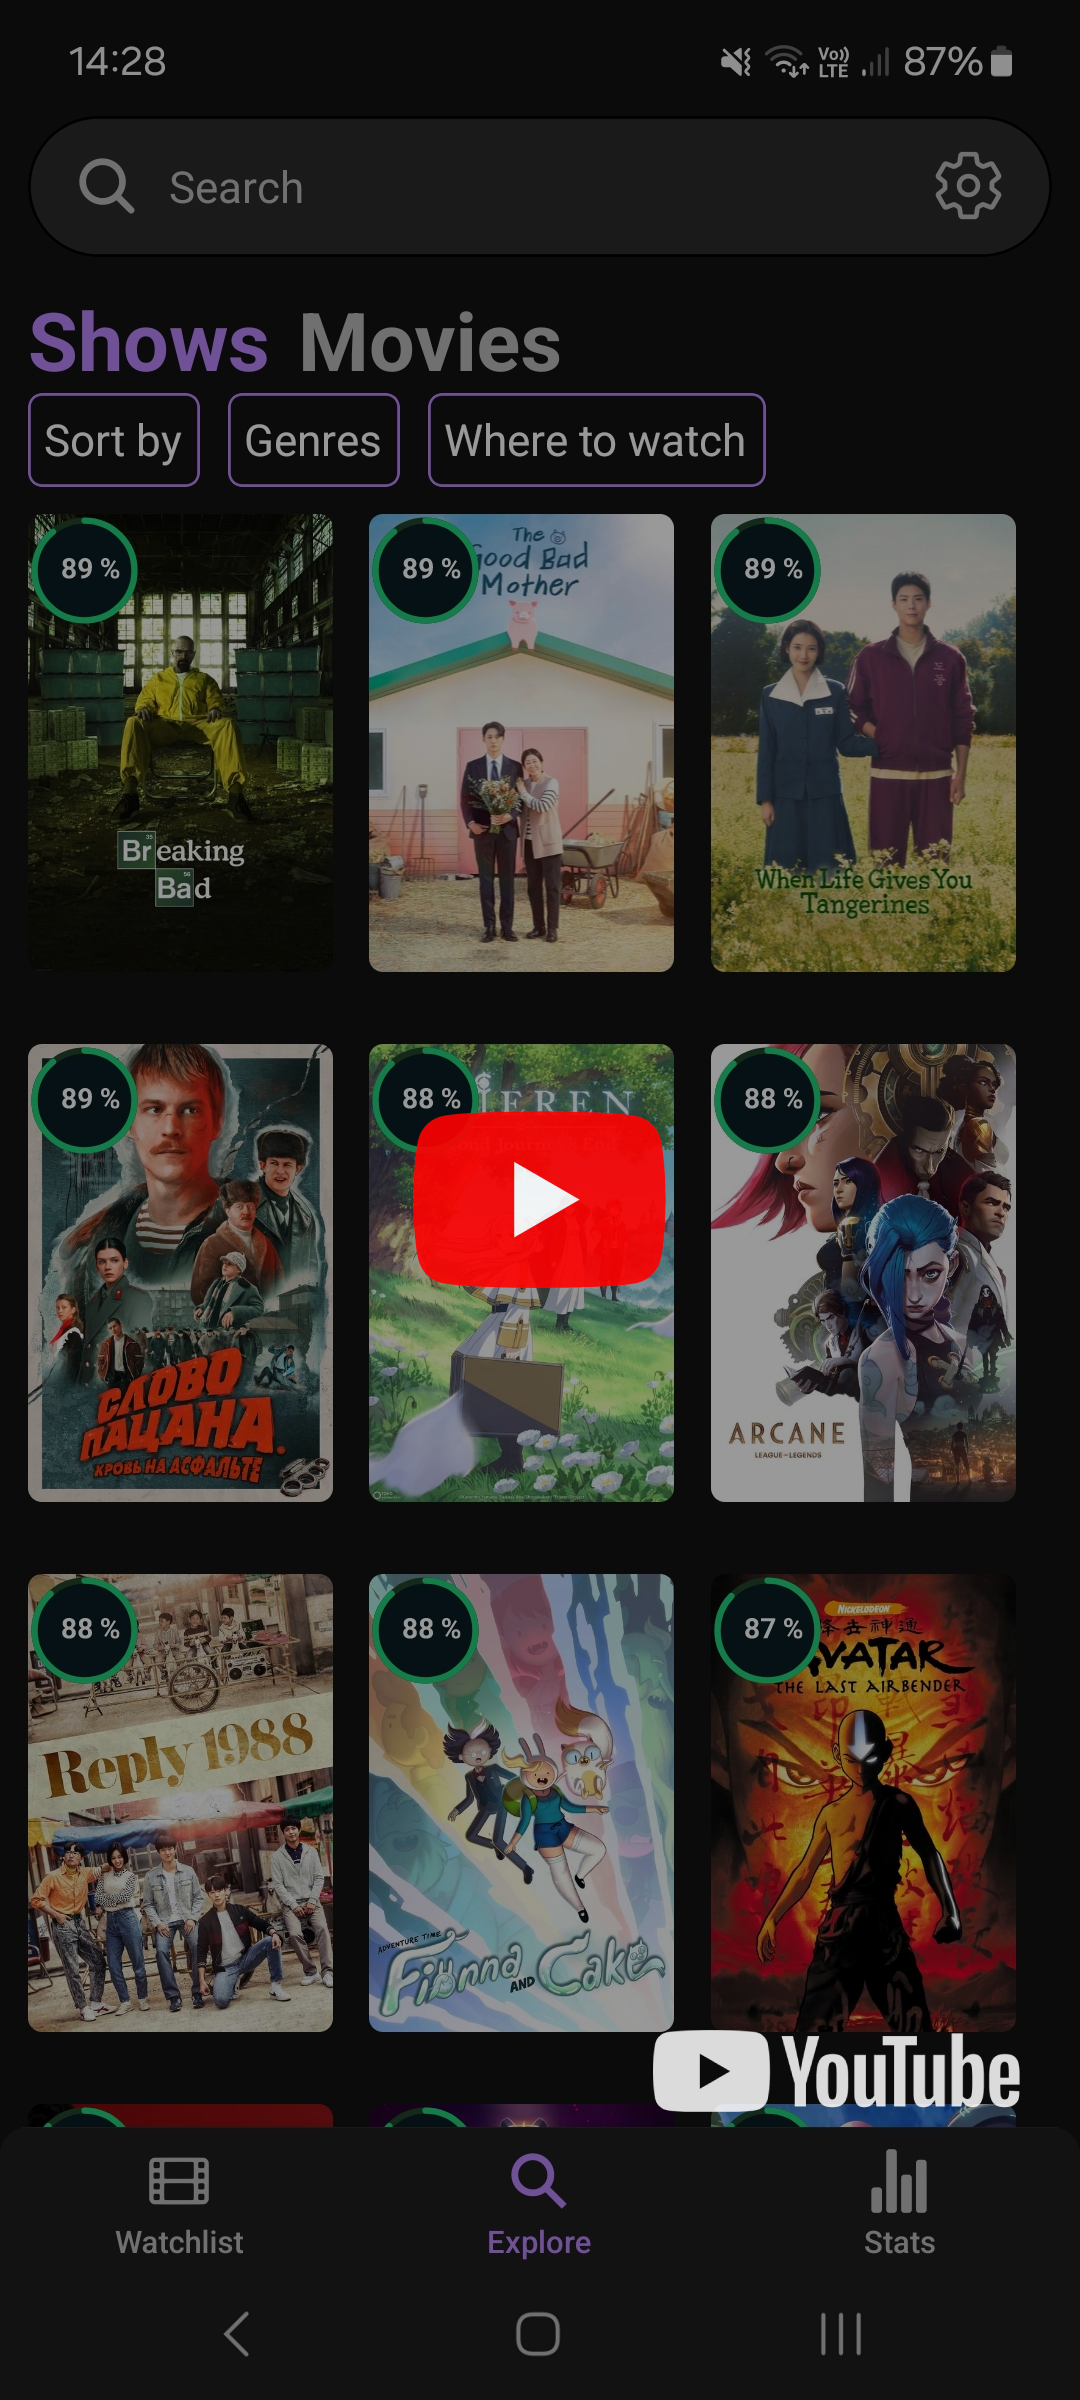 14:28
Vo)) LTE
87%
Search
Shows Movies
Sort by Genres Where to watch
89 %
Breaking
35
Bad
56
89 %
The
Good Bad
Mother
89 %
When Life Gives You
Tangerines
89 %
СЛОВО
ПАЦАНА.
КРОВЬ НА АСФАЛЬТЕ
88 %
88 %
ARCANE
LEAGUE OF LEGENDS
88 %
Reply 1988
88 %
ADVENTURE TIME
Fionna AND Cake
87 %
NICKELODEON
AVATAR
THE LAST AIRBENDER
YouTube
Watchlist Explore Stats